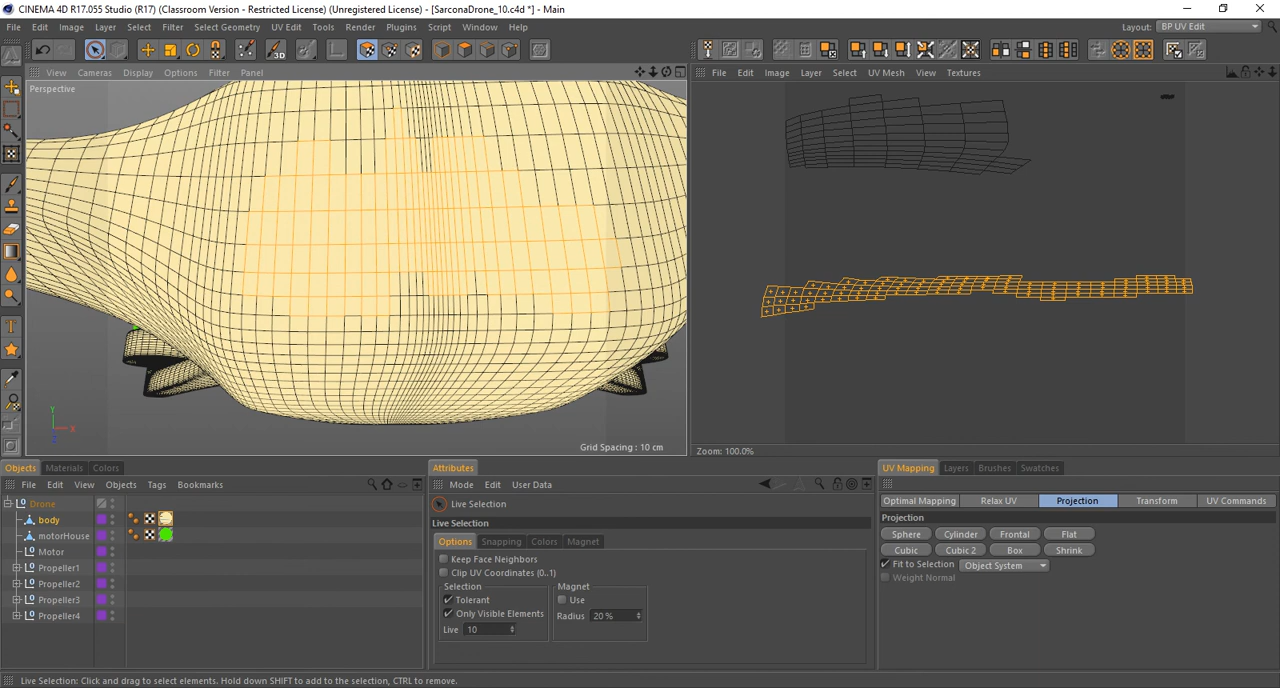 CINEMA 4D R17.055 Studio (R17) (Classroom Version - Restricted License) (Unregistered License) - [SarconaDrone_10.c4d *] - Main
File Edit Image Layer Select Filter Select Geometry UV Edit Tools Render Plugins Script Window Help
Layout: BP UV Edit
3D
View Cameras Display Options Filter Panel
File Edit Image Layer Select UV Mesh View Textures
Perspective
Y
X
Z
Grid Spacing : 10 cm
Zoom: 100.0%
Objects Materials Colors
Attributes
UV Mapping Layers Brushes Swatches
File Edit View Objects Tags Bookmarks
Mode Edit User Data
Drone
body
motorHouse
Motor
Propeller1
Propeller2
Propeller3
Propeller4
Live Selection
Live Selection
Options Snapping Colors Magnet
Keep Face Neighbors
Clip UV Coordinates (0..1)
Selection
Magnet
Tolerant
Use
Only Visible Elements
Radius 20 %
Live 10
Optimal Mapping Relax UV Projection Transform UV Commands
Projection
Sphere Cylinder Frontal Flat
Cubic Cubic 2 Box Shrink
Fit to Selection Object System
Weight Normal
Live Selection: Click and drag to select elements. Hold down SHIFT to add to the selection, CTRL to remove.